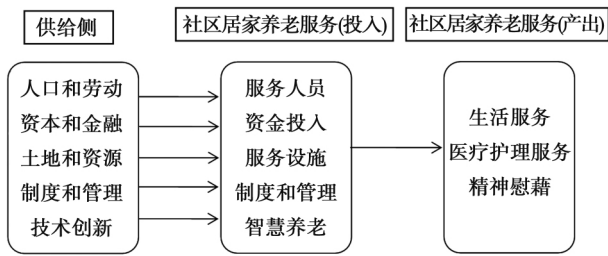 供给侧
社区居家养老服务(投入)
社区居家养老服务(产出)
人口和劳动
资本和金融
土地和资源
制度和管理
技术创新
服务人员
资金投入
服务设施
制度和管理
智慧养老
生活服务
医疗护理服务
精神慰藉